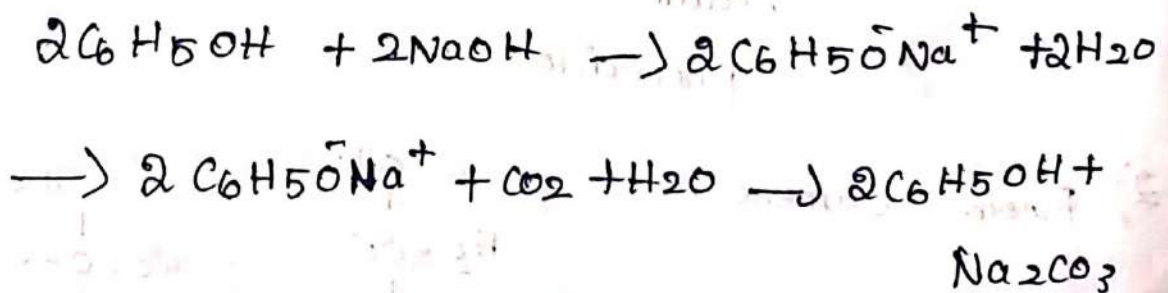 2C6H5OH + 2NaOH → 2C6H5O⁻Na⁺ + 2H2O
→ 2C6H5O⁻Na⁺ + CO2 + H2O → 2C6H5OH +
Na2CO3